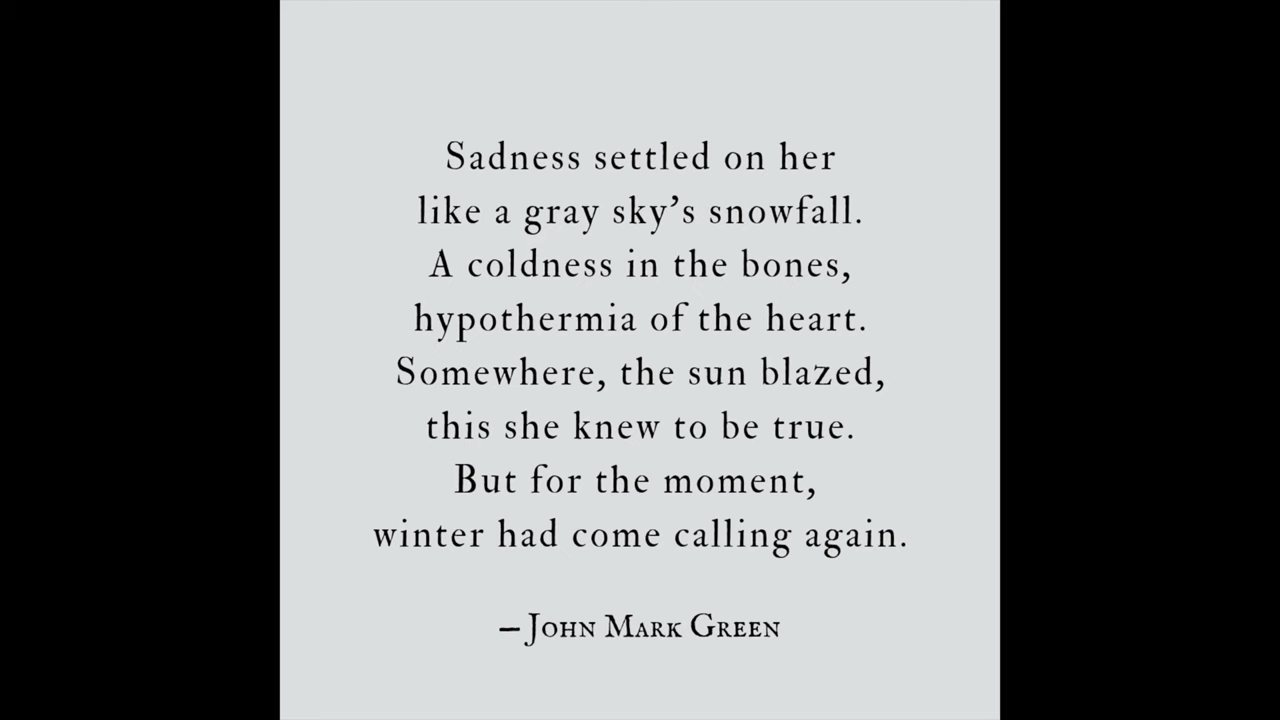 Sadness settled on her
like a gray sky’s snowfall.
A coldness in the bones,
hypothermia of the heart.
Somewhere, the sun blazed,
this she knew to be true.
But for the moment,
winter had come calling again.
– John Mark Green